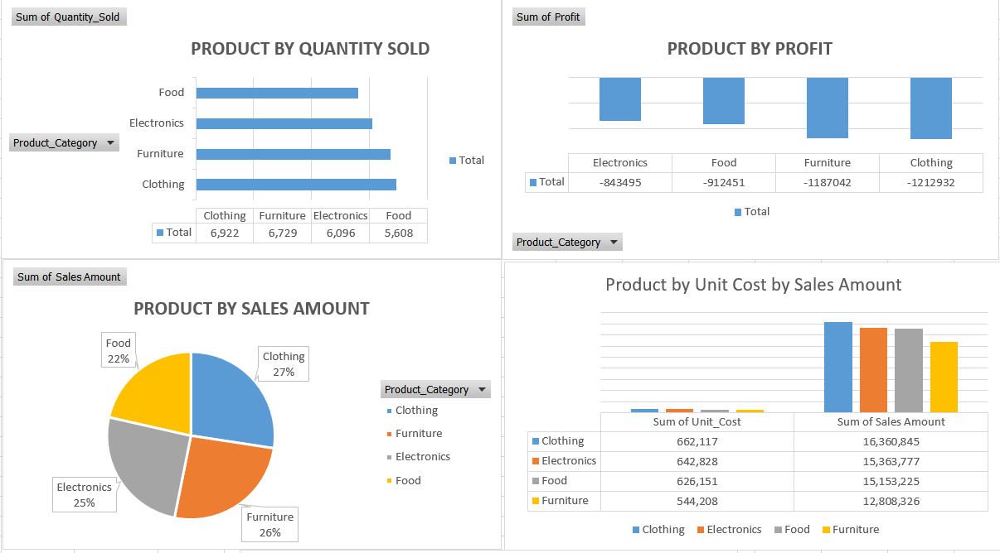 Sum of Quantity_Sold
PRODUCT BY QUANTITY SOLD
Food
Electronics
Product_Category
Furniture
Total
Clothing
Clothing Furniture Electronics Food
Total 6,922 6,729 6,096 5,608
Sum of Profit
PRODUCT BY PROFIT
Electronics Food Furniture Clothing
Total -843495 -912451 -1187042 -1212932
Total
Product_Category
Sum of Sales Amount
PRODUCT BY SALES AMOUNT
Food
22%
Clothing
27%
Electronics
25%
Furniture
26%
Product_Category
Clothing
Furniture
Electronics
Food
Product by Unit Cost by Sales Amount
Sum of Unit_Cost Sum of Sales Amount
Clothing 662,117 16,360,845
Electronics 642,828 15,363,777
Food 626,151 15,153,225
Furniture 544,208 12,808,326
Clothing Electronics Food Furniture